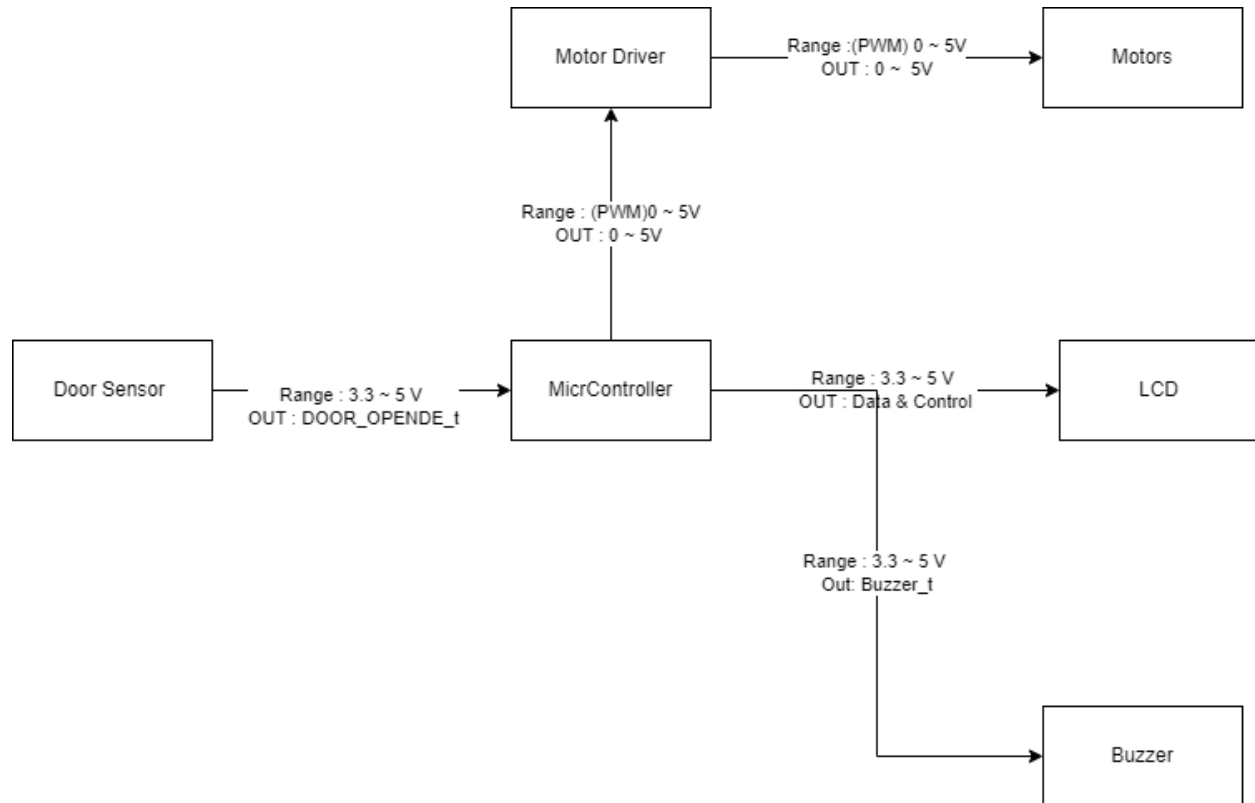 Motor Driver
Range :(PWM) 0 ~ 5V
OUT : 0 ~ 5V
Motors
Range : (PWM)0 ~ 5V
OUT : 0 ~ 5V
Door Sensor
Range : 3.3 ~ 5 V
OUT : DOOR_OPENDE_t
MicrController
Range : 3.3 ~ 5 V
OUT : Data & Control
LCD
Range : 3.3 ~ 5 V
Out: Buzzer_t
Buzzer